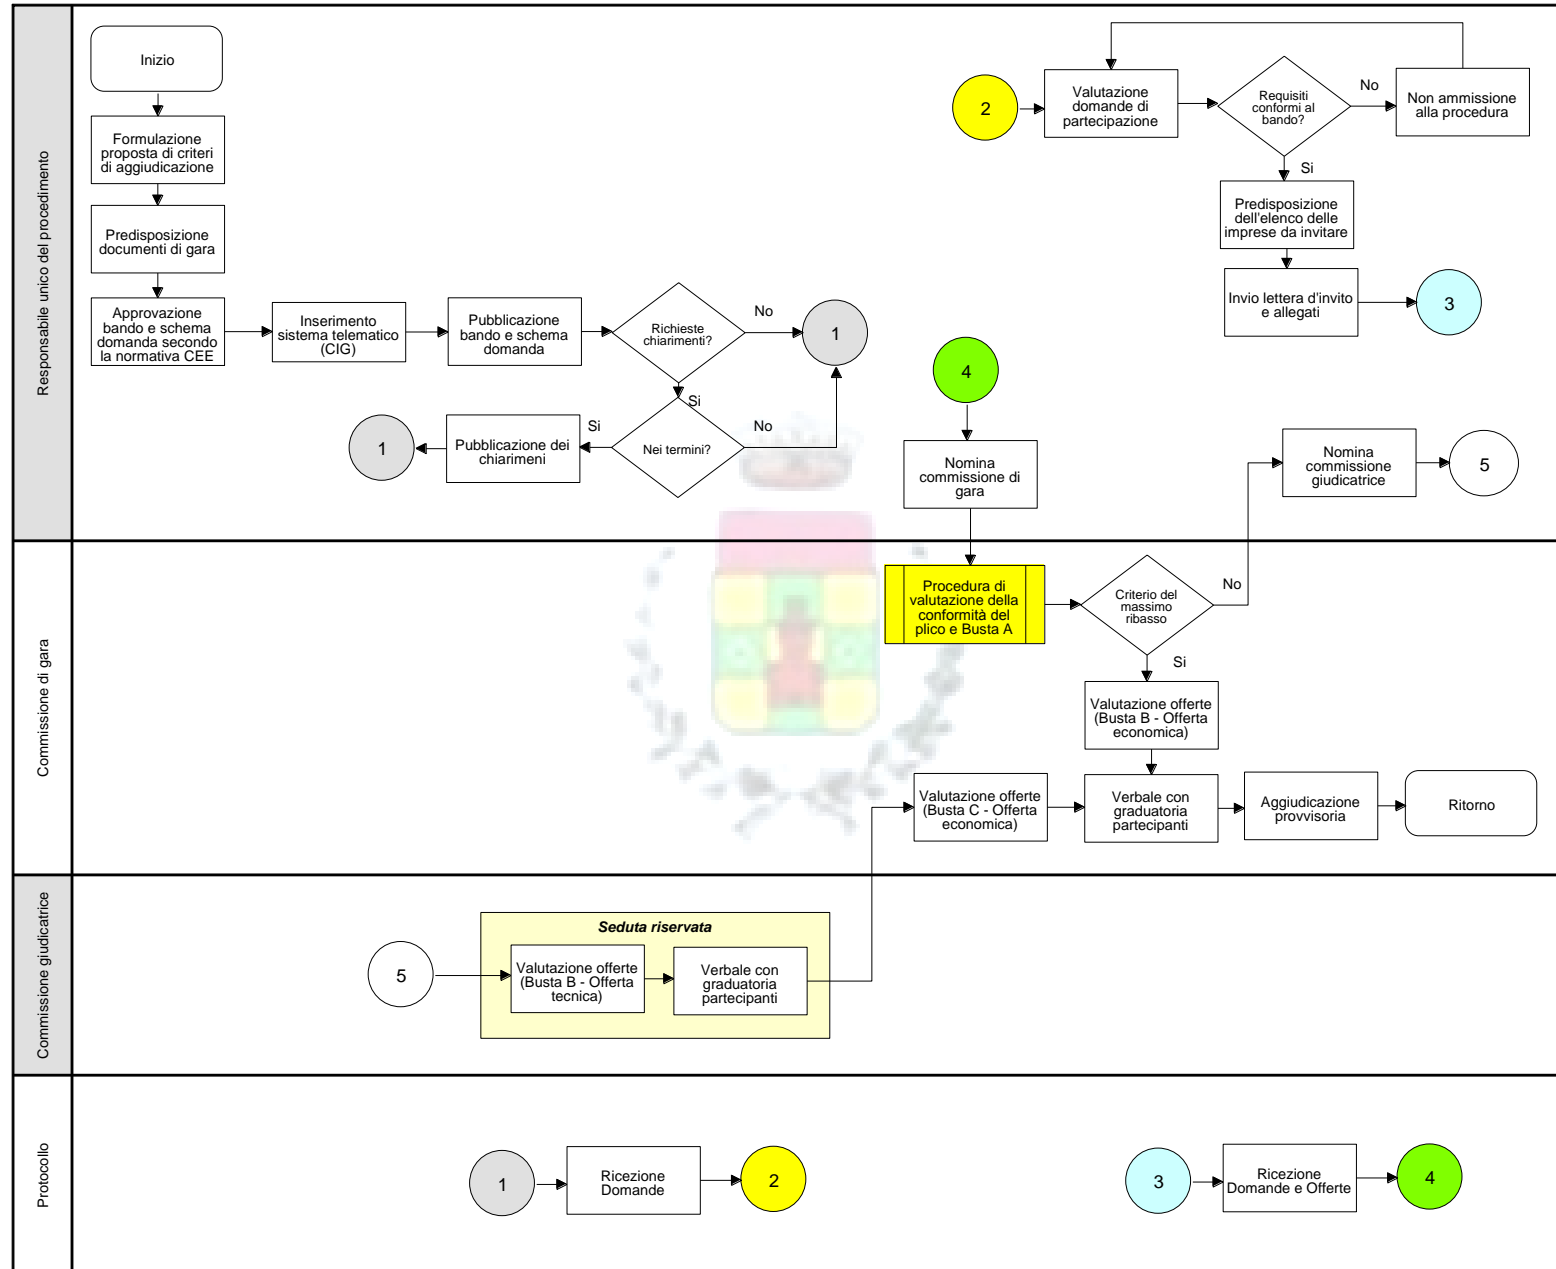 Responsabile unico del procedimento
Inizio
Formulazione
proposta di criteri
di aggiudicazione
Predisposizione
documenti di gara
Approvazione
bando e schema
domanda secondo
la normativa CEE
Inserimento
sistema telematico
(CIG)
Pubblicazione
bando e schema
domanda
Richieste
chiarimenti?
No
1
Si
Nei termini?
No
Si
Pubblicazione dei
chiarimeni
1
2
Valutazione
domande di
partecipazione
Requisiti
conformi al
bando?
No
Non ammissione
alla procedura
Si
Predisposizione
dell'elenco delle
imprese da invitare
Invio lettera d'invito
e allegati
3
4
Nomina
commissione di
gara
Nomina
commissione
giudicatrice
5
Commissione di gara
Procedura di
valutazione della
conformità del
plico e Busta A
Criterio del
massimo
ribasso
No
Si
Valutazione offerte
(Busta B - Offerta
economica)
Valutazione offerte
(Busta C - Offerta
economica)
Verbale con
graduatoria
partecipanti
Aggiudicazione
provvisoria
Ritorno
Commissione giudicatrice
5
Seduta riservata
Valutazione offerte
(Busta B - Offerta
tecnica)
Verbale con
graduatoria
partecipanti
Protocollo
1
Ricezione
Domande
2
3
Ricezione
Domande e Offerte
4